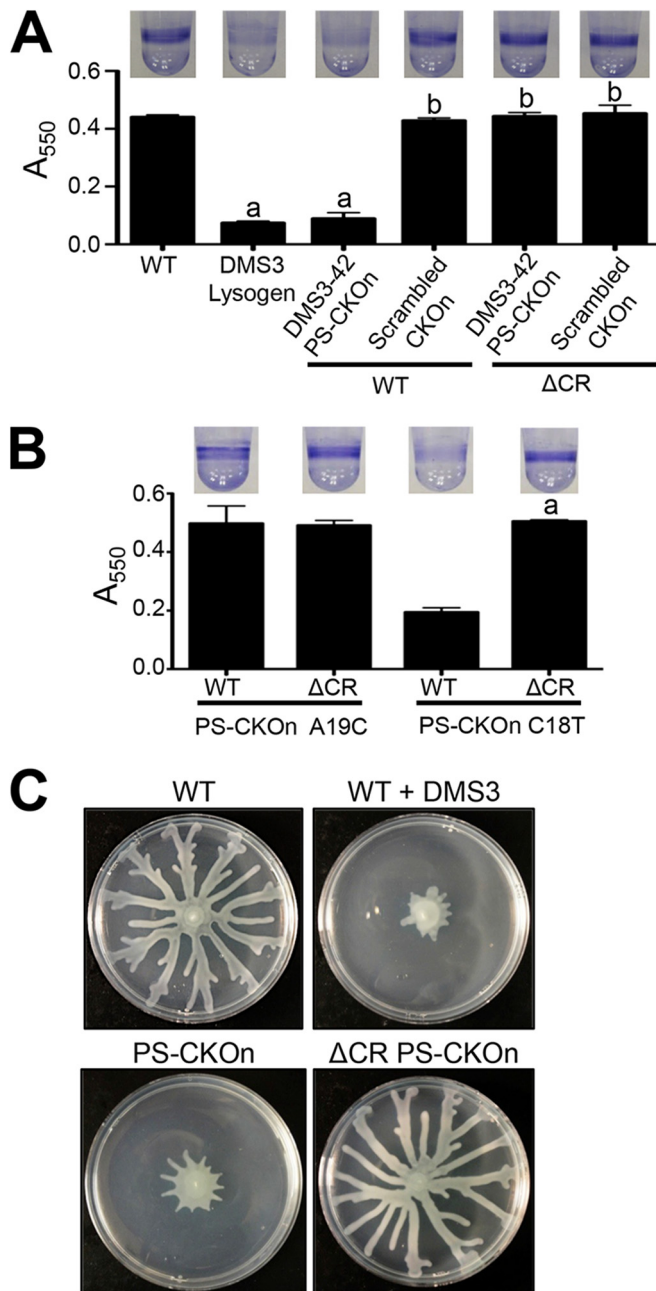 A
0.6
0.4
0.2
0.0
A550
a
a
b
b
b
WT
DMS3
Lysogen
DMS3-42
PS-CKOn
Scrambled
CKOn
DMS3-42
PS-CKOn
Scrambled
CKOn
WT
ΔCR
B
0.6
0.4
0.2
0.0
A550
a
WT
ΔCR
WT
ΔCR
PS-CKOn A19C
PS-CKOn C18T
C
WT
WT + DMS3
PS-CKOn
ΔCR PS-CKOn